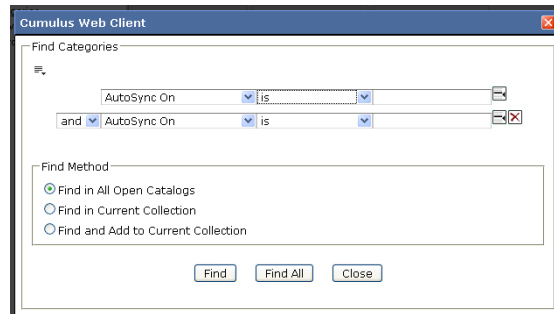 Cumulus Web Client
Find Categories
AutoSync On is
and AutoSync On is
Find Method
Find in All Open Catalogs
Find in Current Collection
Find and Add to Current Collection
Find Find All Close